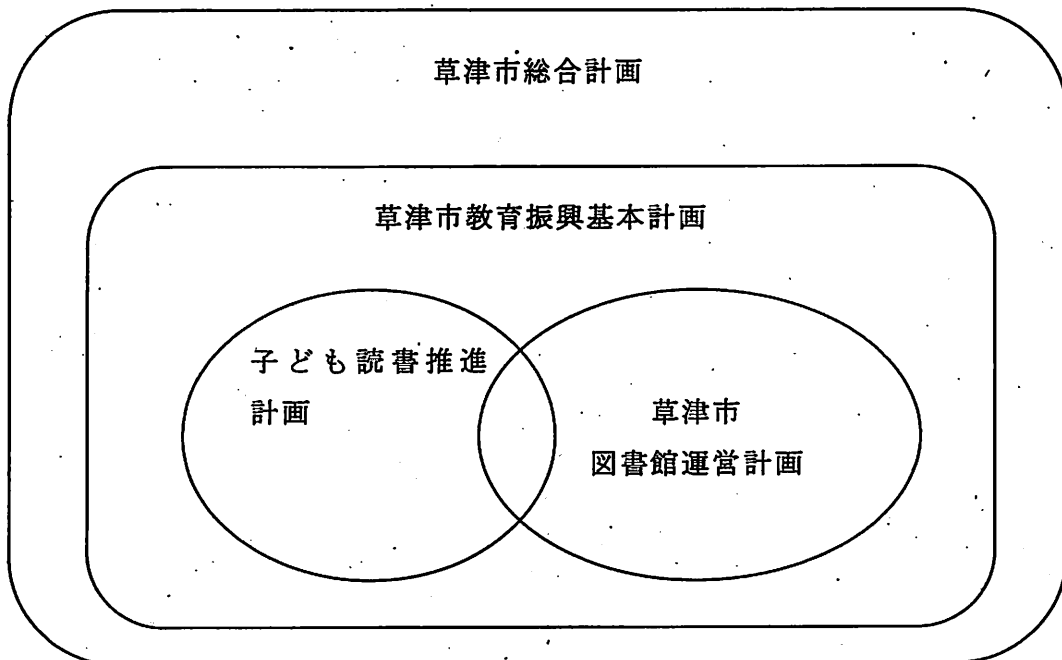 草津市総合計画
草津市教育振興基本計画
子ども読書推進
計画
草津市
図書館運営計画